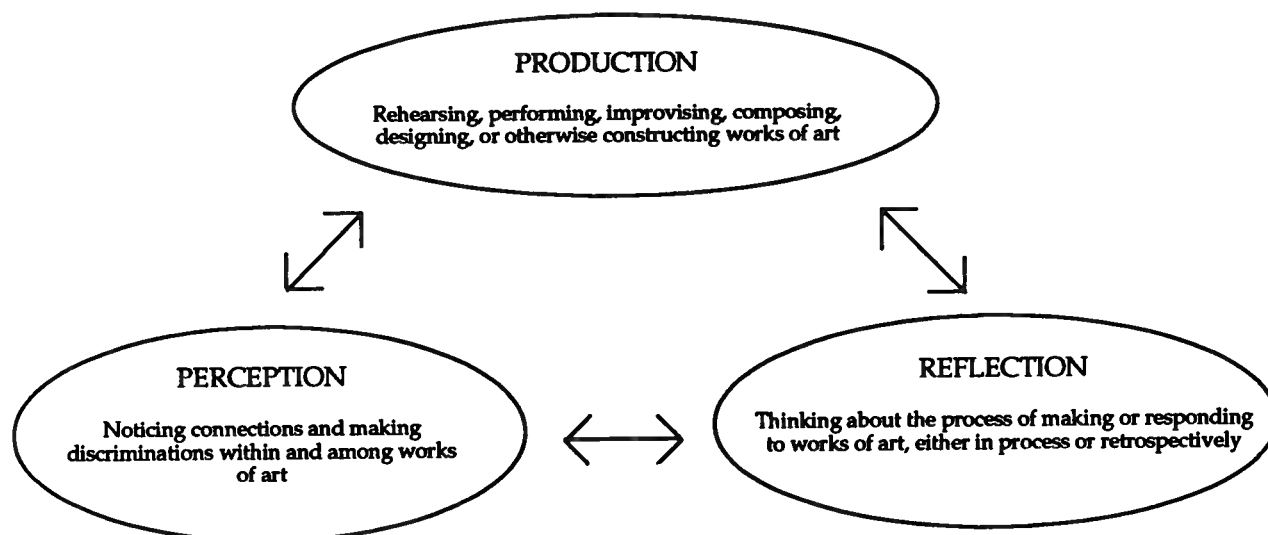 PRODUCTION
Rehearsing, performing, improvising, composing,
designing, or otherwise constructing works of art
PERCEPTION
Noticing connections and making
discriminations within and among works
of art
REFLECTION
Thinking about the process of making or responding
to works of art, either in process or retrospectively